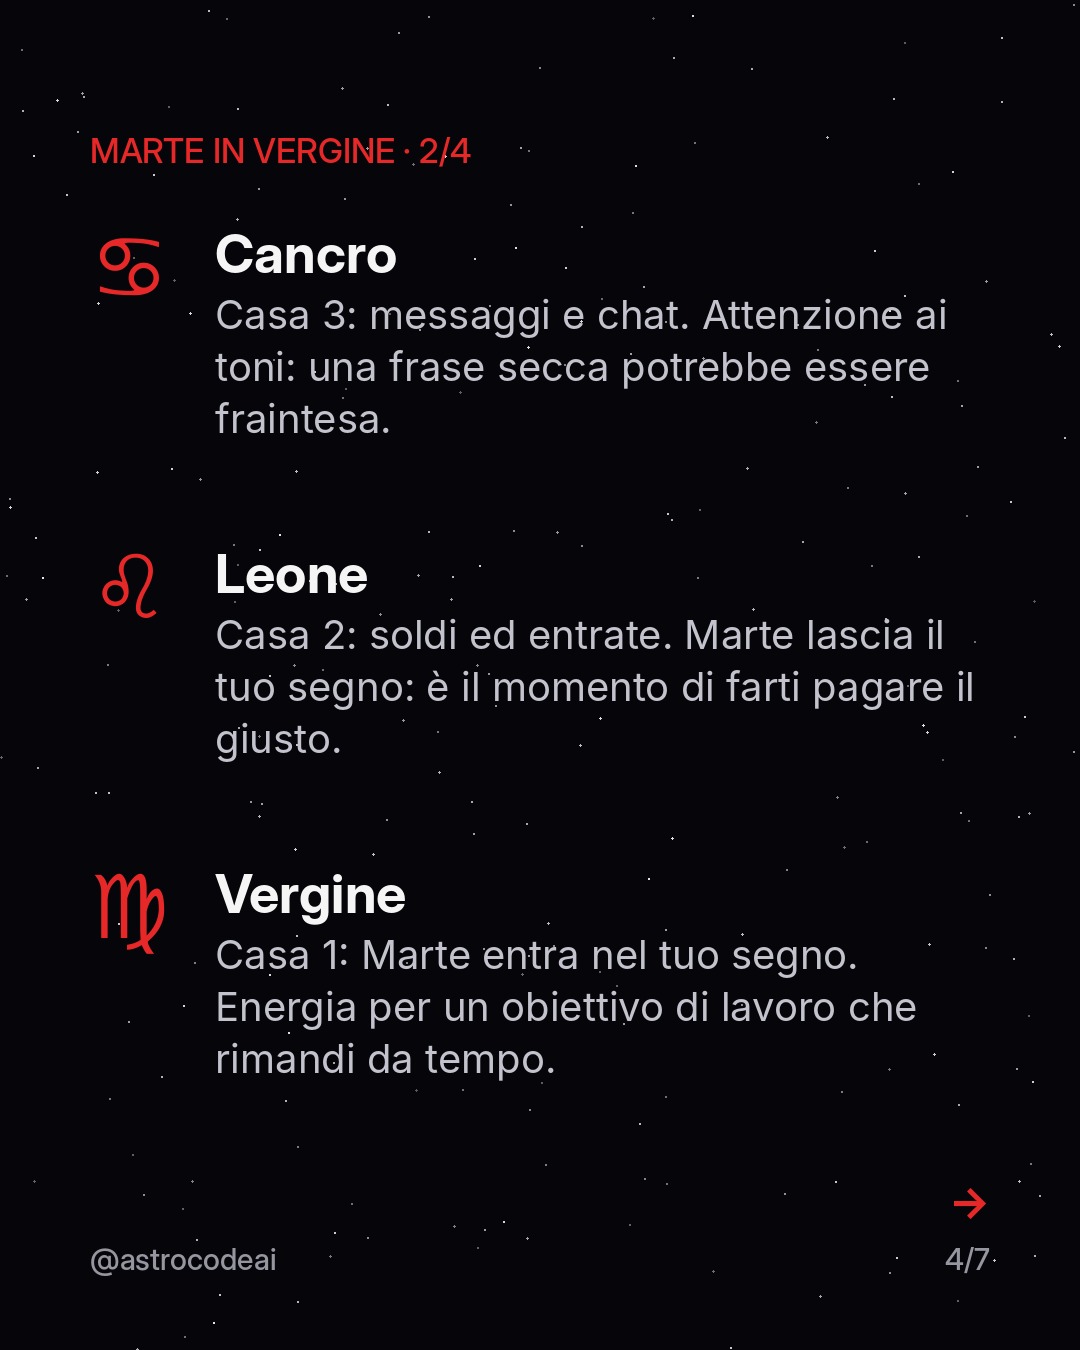 MARTE IN VERGINE · 2/4
♋ Cancro
Casa 3: messaggi e chat. Attenzione ai
toni: una frase secca potrebbe essere
fraintesa.
♌ Leone
Casa 2: soldi ed entrate. Marte lascia il
tuo segno: è il momento di farti pagare il
giusto.
♍ Vergine
Casa 1: Marte entra nel tuo segno.
Energia per un obiettivo di lavoro che
rimandi da tempo.
→
@astrocodeai
4/7